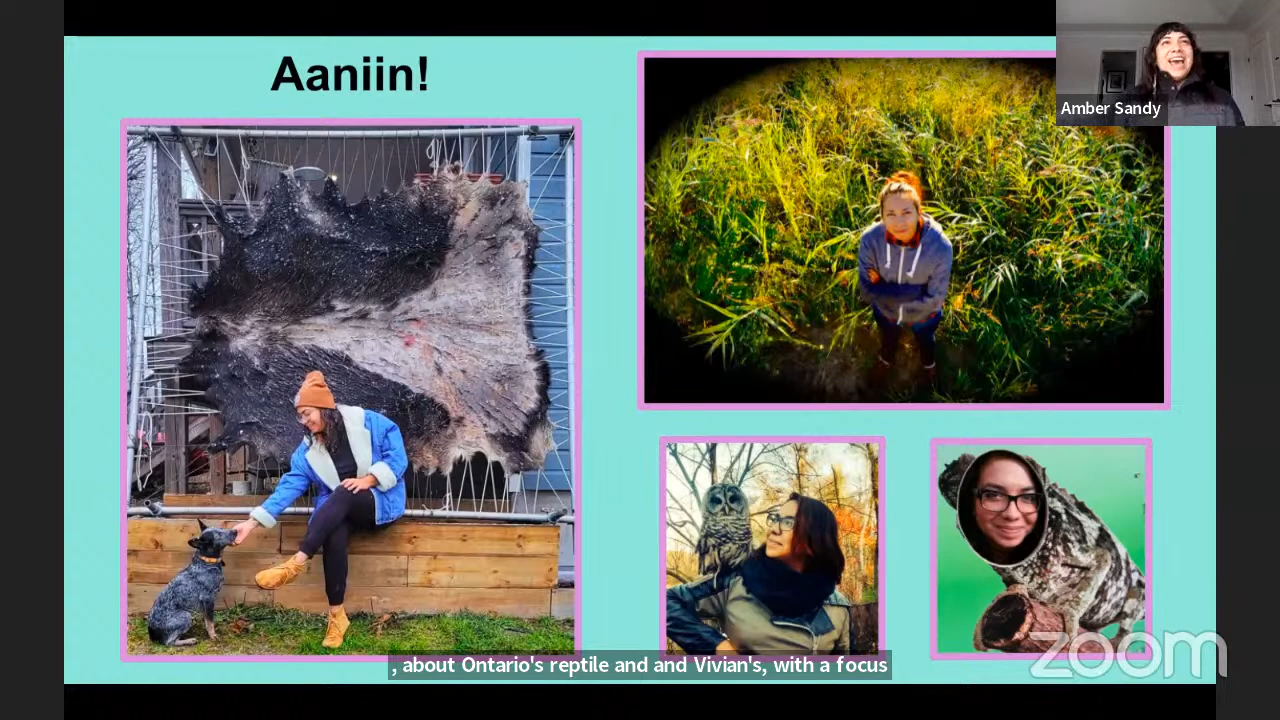 Aaniin!
Amber Sandy
, about Ontario's reptile and and Vivian's, with a focus
zoom